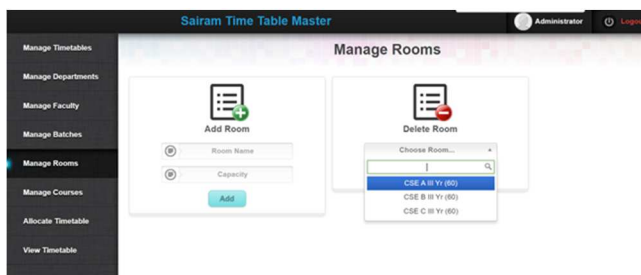 Sairam Time Table Master
Administrator
Logout
Manage Timetables
Manage Departments
Manage Faculty
Manage Batches
Manage Rooms
Manage Courses
Allocate Timetable
View Timetable
Manage Rooms
Add Room
Room Name
Capacity
Add
Delete Room
Choose Room...
CSE A III Yr (60)
CSE B III Yr (60)
CSE C III Yr (60)